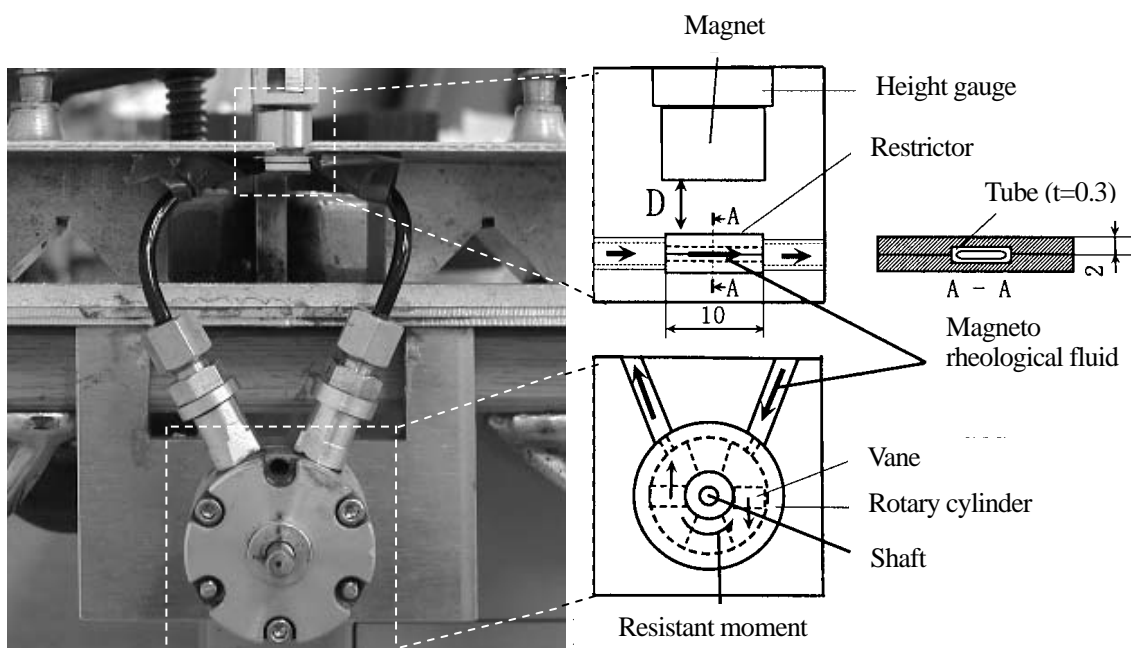 Magnet
Height gauge
Restrictor
Tube (t=0.3)
D
A
A
10
2
A - A
Magneto
rheological fluid
Vane
Rotary cylinder
Shaft
Resistant moment